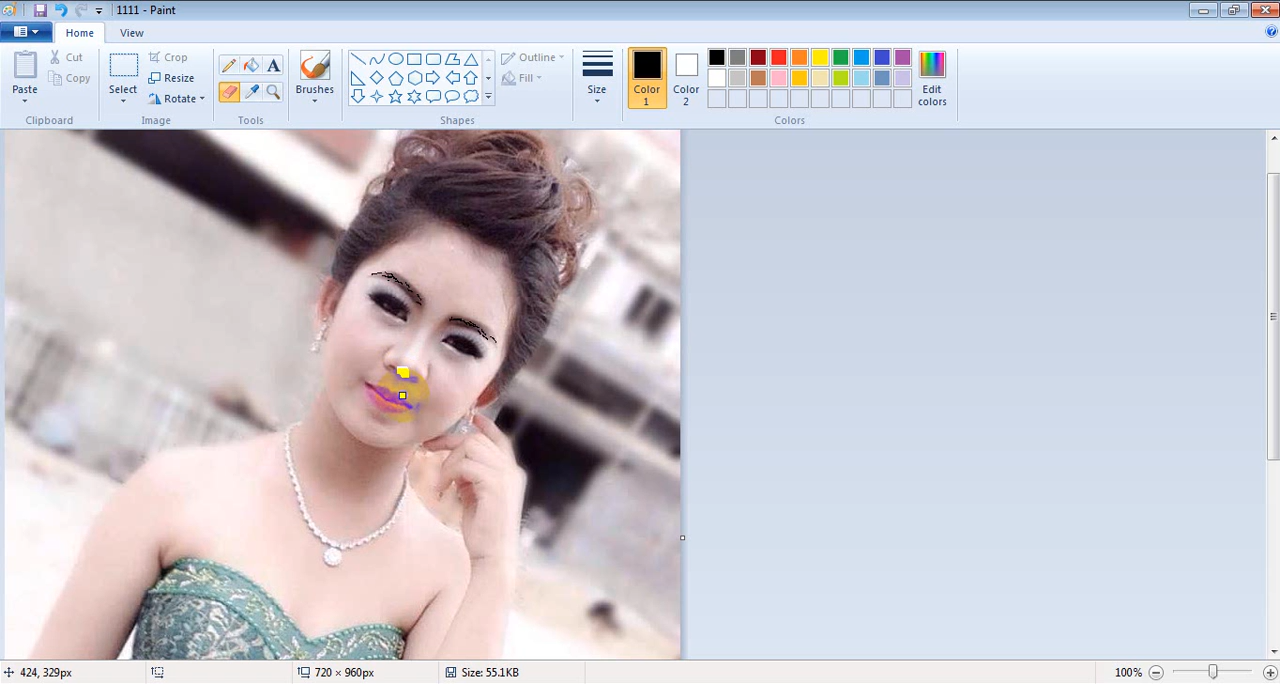 1111 - Paint
Home
View
Paste
Cut
Copy
Clipboard
Select
Crop
Resize
Rotate
Image
A
Tools
Brushes
Outline
Fill
Shapes
Size
Color 1
Color 2
Edit colors
Colors
424, 329px
720 × 960px
Size: 55.1KB
100%